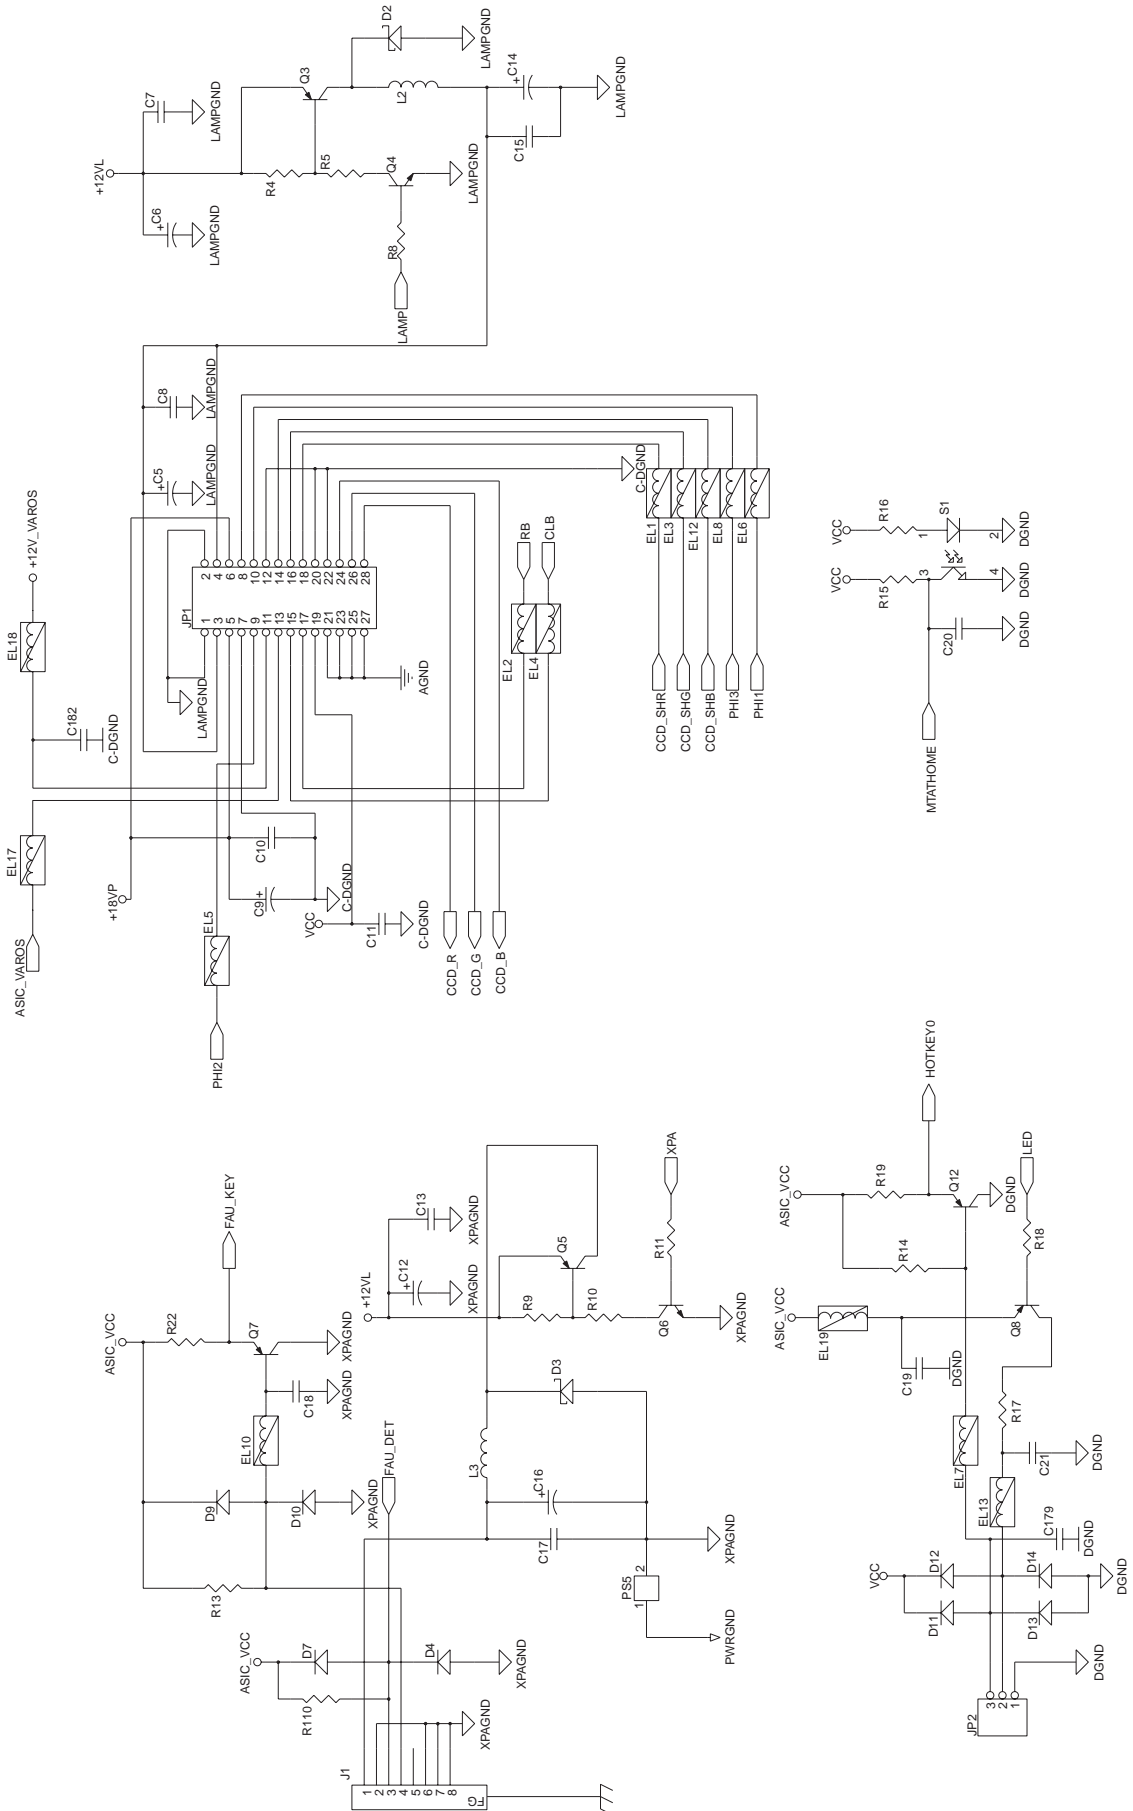 D2
LAMPGND
Q3
L2
+C14
LAMPGND
C7
LAMPGND
+12VL
R4
R5
C15
Q4
LAMPGND
+C6
LAMPGND
R8
LAMP
C8
LAMPGND
+C5
LAMPGND
+12V_VAROS
EL18
C182
C-DGND
JP1
1
3
5
7
9
11
13
15
17
19
21
23
25
27
2
4
6
8
10
12
14
16
18
20
22
24
26
28
LAMPGND
AGND
C-DGND
EL1
EL3
EL12
EL8
EL6
RB
CLB
EL2
EL4
CCD_SHR
CCD_SHG
CCD_SHB
PHI3
PHI1
EL17
ASIC_VAROS
+18VP
C10
C9+
C-DGND
VCC
C11
C-DGND
EL5
PHI2
CCD_R
CCD_G
CCD_B
VCC
R16
1
S1
2
DGND
VCC
R15
3
4
DGND
C20
DGND
MTATHOME
ASIC_VCC
R22
FAU_KEY
Q7
XPAGND
C18
XPAGND
EL10
D9
D10
XPAGND
FAU_DET
R13
ASIC_VCC
D7
D4
XPAGND
R110
XPAGND
J1
1
2
3
4
5
6
7
8
FG
+12VL
+C12
XPAGND
C13
XPAGND
Q5
R9
R10
R11
XPA
Q6
XPAGND
D3
L3
+C16
C17
XPAGND
PS5
1
2
PWRGND
ASIC_VCC
R19
HOTKEY0
Q12
DGND
R14
ASIC_VCC
EL19
C19
DGND
Q8
R18
LED
R17
EL7
EL13
C21
DGND
C179
DGND
VCC
D12
D14
D11
D13
DGND
DGND
JP2
3
2
1